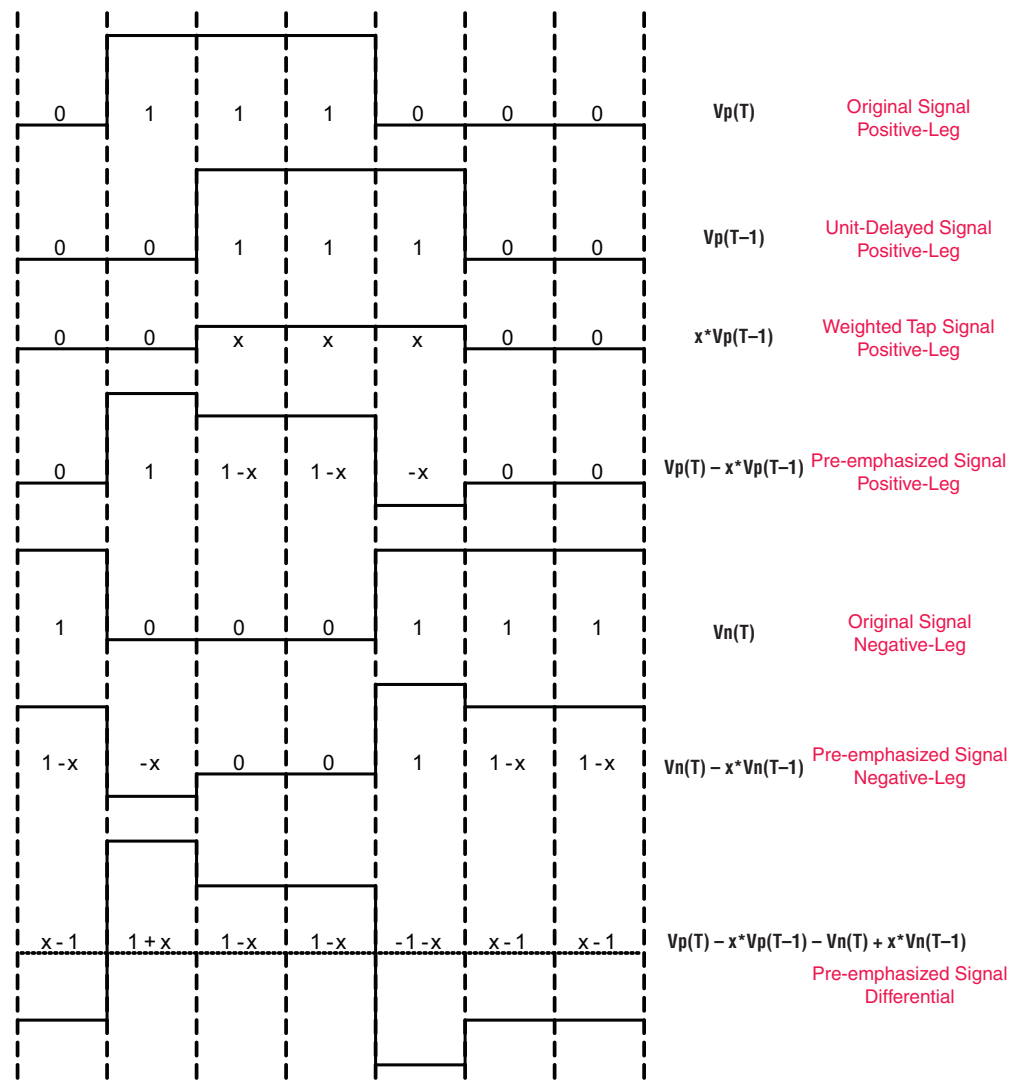 0 1 1 1 0 0 0 Vp(T) Original Signal
Positive-Leg
0 0 1 1 1 0 0 Vp(T–1) Unit-Delayed Signal
Positive-Leg
0 0 x x x 0 0 x*Vp(T–1) Weighted Tap Signal
Positive-Leg
0 1 1-x 1-x -x 0 0 Vp(T) – x*Vp(T–1) Pre-emphasized Signal
Positive-Leg
1 0 0 0 1 1 1 Vn(T) Original Signal
Negative-Leg
1-x -x 0 0 1 1-x 1-x Vn(T) – x*Vn(T–1) Pre-emphasized Signal
Negative-Leg
x-1 1+x 1-x 1-x -1-x x-1 x-1 Vp(T) – x*Vp(T–1) – Vn(T) + x*Vn(T–1)
Pre-emphasized Signal
Differential